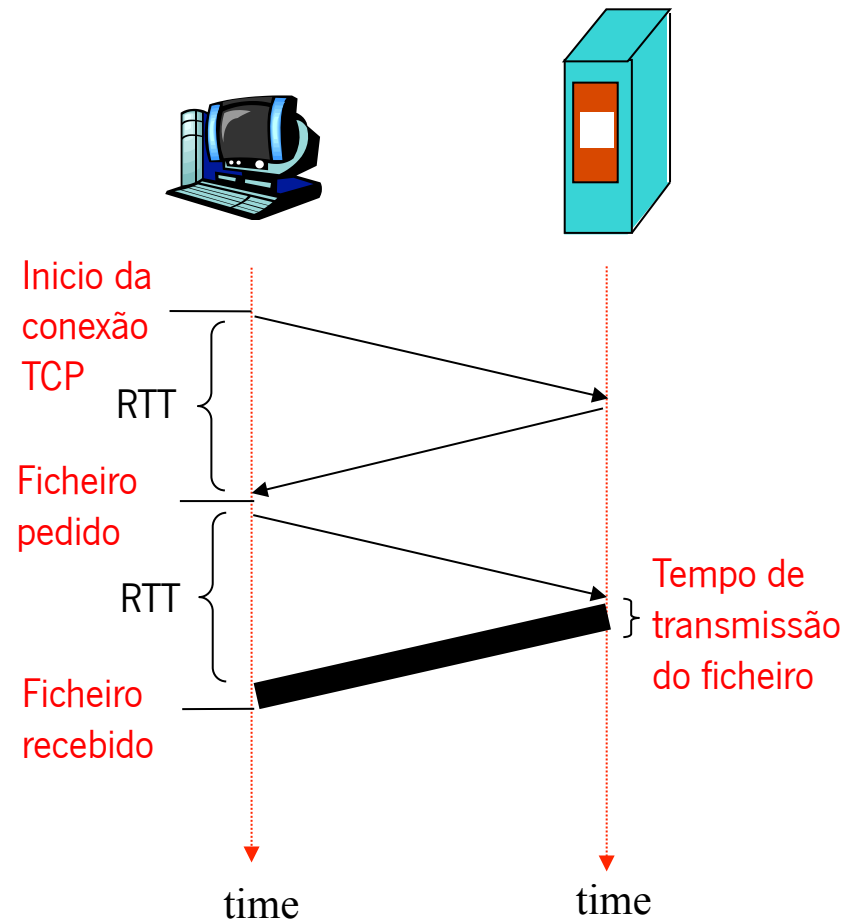 Inicio da
conexão
TCP
RTT
Ficheiro
pedido
RTT
Tempo de
transmissão
do ficheiro
Ficheiro
recebido
time
time